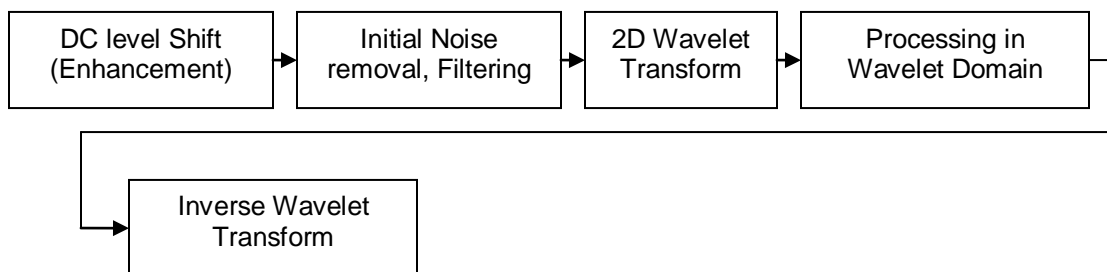 DC level Shift
(Enhancement)
Initial Noise
removal, Filtering
2D Wavelet
Transform
Processing in
Wavelet Domain
Inverse Wavelet
Transform